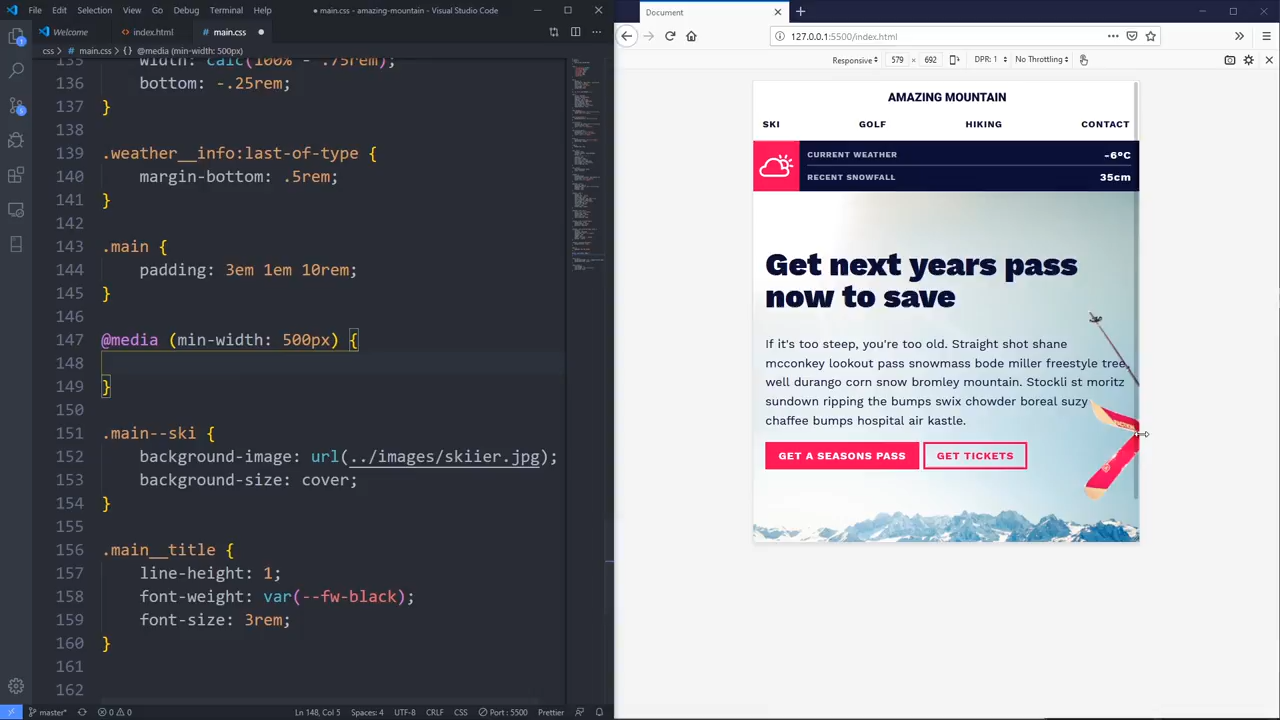 File Edit Selection View Go Debug Terminal Help
● main.css - amazing-mountain - Visual Studio Code
Welcome index.html main.css
css > main.css > @media (min-width: 500px)
135 width: calc(100% - .75rem);
136 bottom: -.25rem;
137 }
138
139 .weather__info:last-of-type {
140 margin-bottom: .5rem;
141 }
142
143 .main {
144 pading: 3em 1em 10rem;
145 }
146
147 @media (min-width: 500px) {
148
149 }
150
151 .main--ski {
152 background-image: url(../images/skiier.jpg);
153 background-size: cover;
154 }
155
156 .main__title {
157 line-height: 1;
158 font-weight: var(--fw-black);
159 font-size: 3rem;
160 }
161
162
master* 0 0 Ln 148, Col 5 Spaces: 4 UTF-8 CRLF CSS Port : 5500 Prettier
Document
127.0.0.1:5500/index.html
Responsive 579 × 692 DPR: 1 No Throttling
AMAZING MOUNTAIN
SKI GOLF HIKING CONTACT
CURRENT WEATHER -6ºC
RECENT SNOWFALL 35cm
Get next years pass
now to save
If it's too steep, you're too old. Straight shot shane
mcconkey lookout pass snowmass bode miller freestyle tree,
well durango corn snow bromley mountain. Stockli st moritz
sundown ripping the bumps swix chowder boreal suzy
chaffee bumps hospital air kastle.
GET A SEASONS PASS GET TICKETS